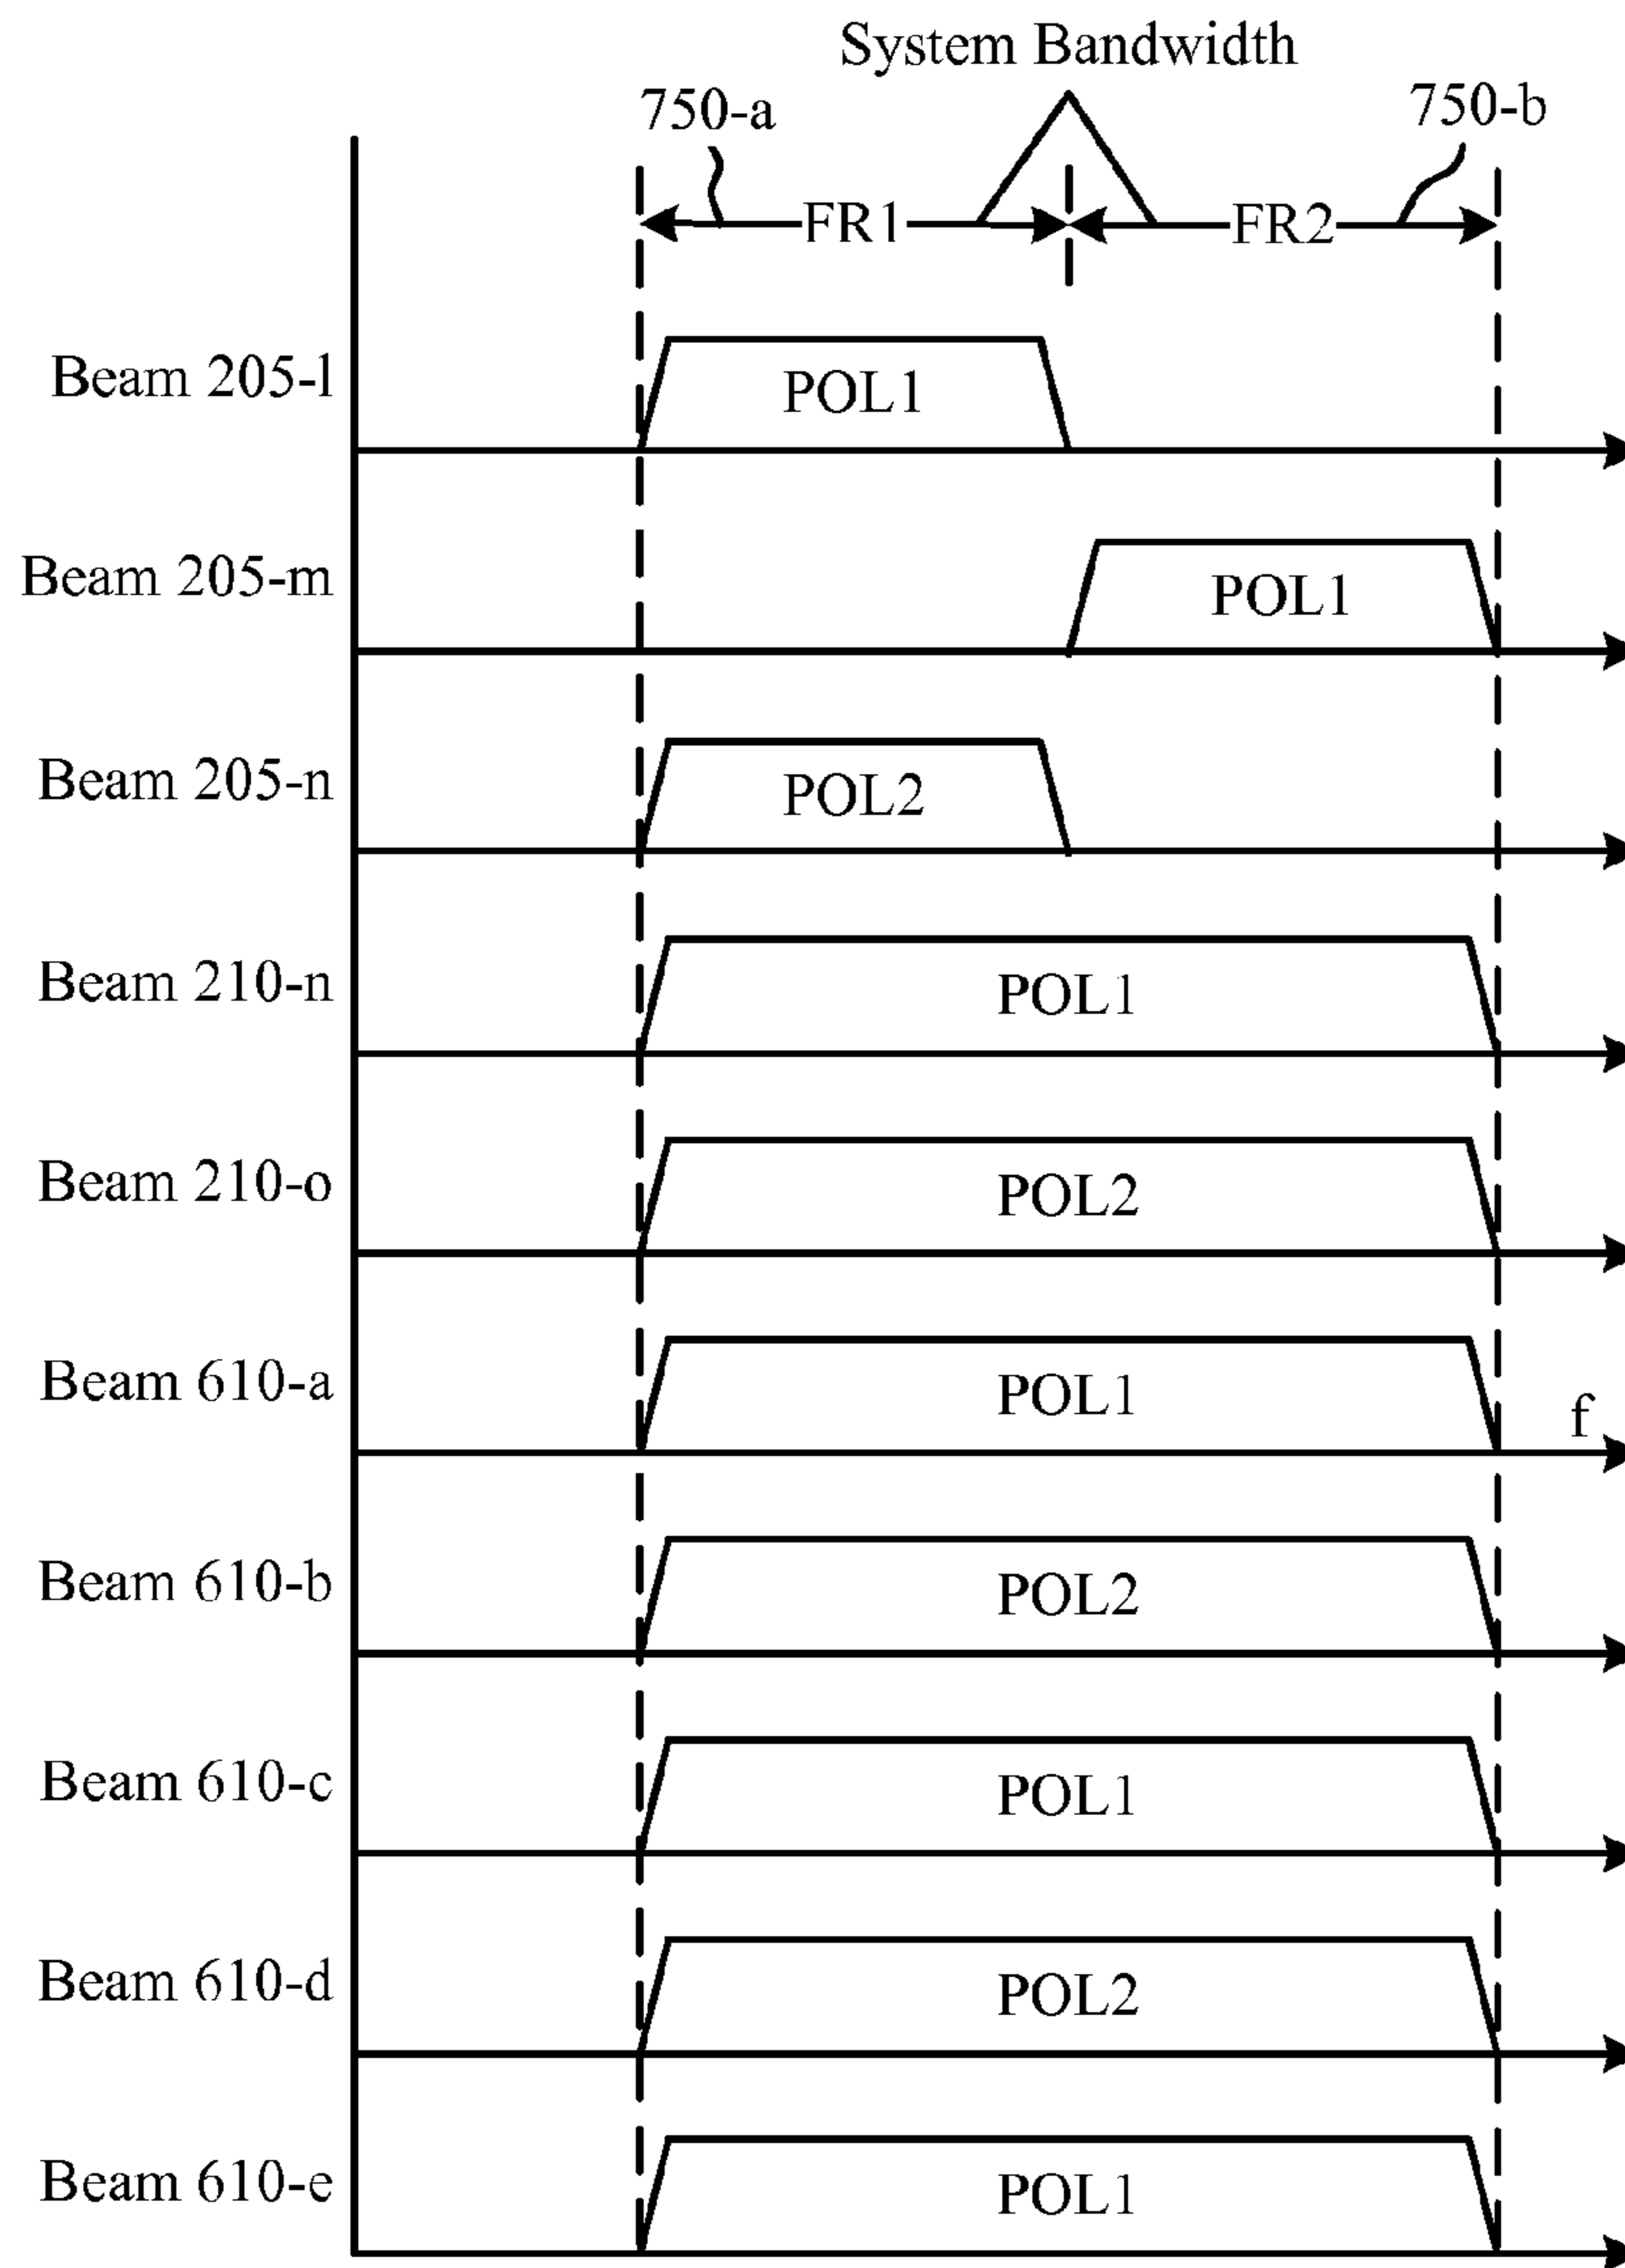 System Bandwidth
750-a
750-b
FR1
FR2
Beam 205-l
POL1
Beam 205-m
POL1
Beam 205-n
POL2
Beam 210-n
POL1
Beam 210-o
POL2
Beam 610-a
POL1
f
Beam 610-b
POL2
Beam 610-c
POL1
Beam 610-d
POL2
Beam 610-e
POL1